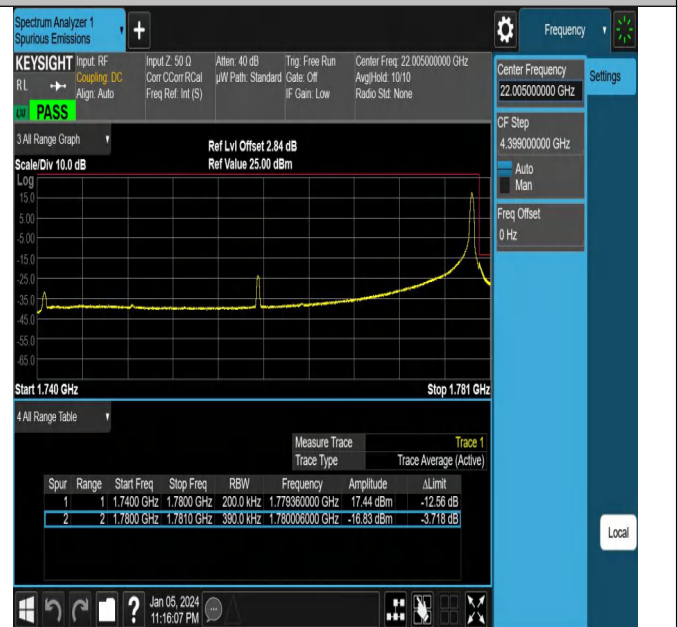 Spectrum Analyzer 1
Spurious Emissions
+
Frequency
KEYSIGHT
RL
PASS
Input: RF
Coupling: DC
Align: Auto
Input Z: 50 Ω
Corr CCorr RCal
Freq Ref: Int (S)
Atten: 40 dB
µW Path: Standard
Trig: Free Run
Gate: Off
IF Gain: Low
Center Freq: 22.005000000 GHz
Avg|Hold: 10/10
Radio Std: None
Center Frequency
22.005000000 GHz
Settings
CF Step
4.399000000 GHz
Auto
Man
Freq Offset
0 Hz
3 All Range Graph
Ref Lvl Offset 2.84 dB
Scale/Div 10.0 dB
Ref Value 25.00 dBm
Log
15.0
5.00
-5.00
-15.0
-25.0
-35.0
-45.0
-55.0
-65.0
Start 1.740 GHz
Stop 1.781 GHz
4 All Range Table
Measure Trace Trace 1
Trace Type Trace Average (Active)
Spur Range Start Freq Stop Freq RBW Frequency Amplitude ΔLimit
1 1 1.7400 GHz 1.7800 GHz 200.0 kHz 1.779360000 GHz 17.44 dBm -12.56 dB
2 2 1.7800 GHz 1.7810 GHz 390.0 kHz 1.780006000 GHz -16.83 dBm -3.718 dB
Local
?
Jan 05, 2024
11:16:07 PM